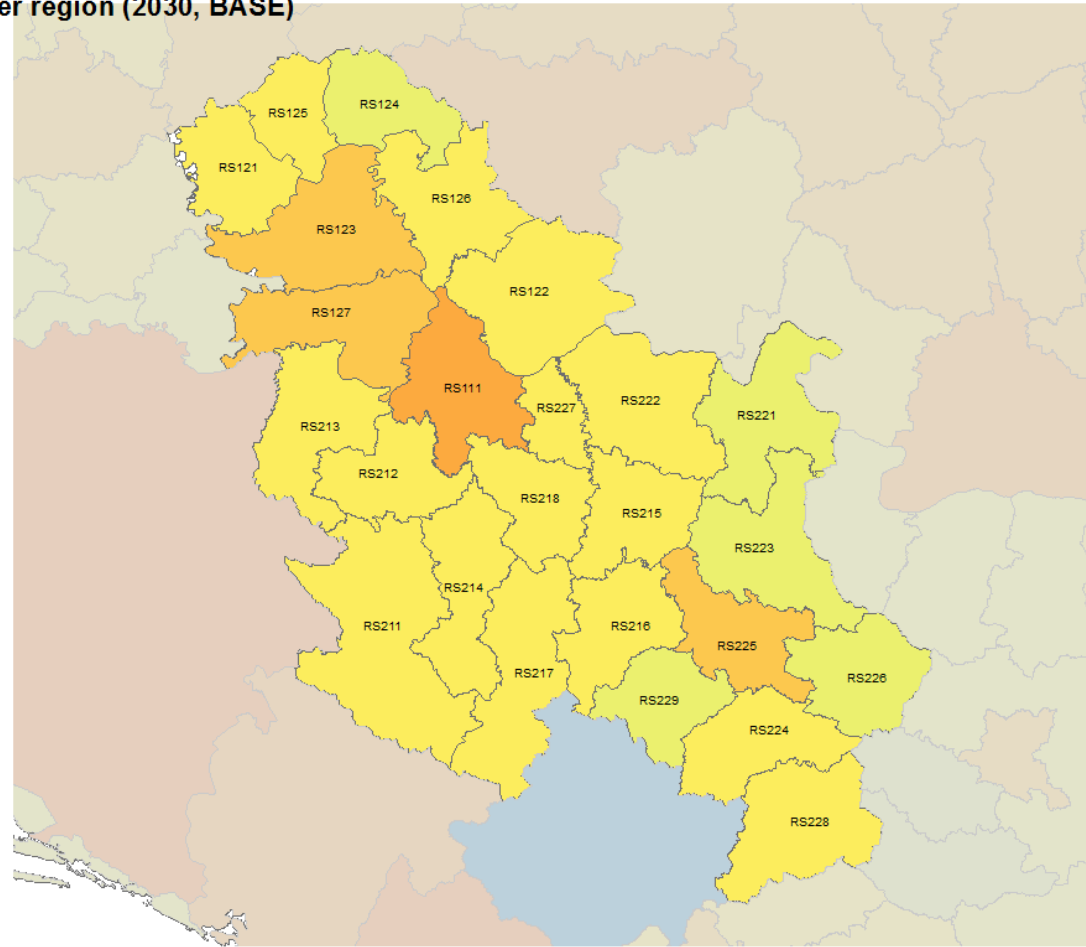 er region (2030, BASE)
RS124
RS125
RS121
RS126
RS123
RS122
RS127
RS111
RS222
RS227
RS221
RS213
RS212
RS218
RS215
RS223
RS214
RS211
RS216
RS225
RS217
RS226
RS229
RS224
RS228